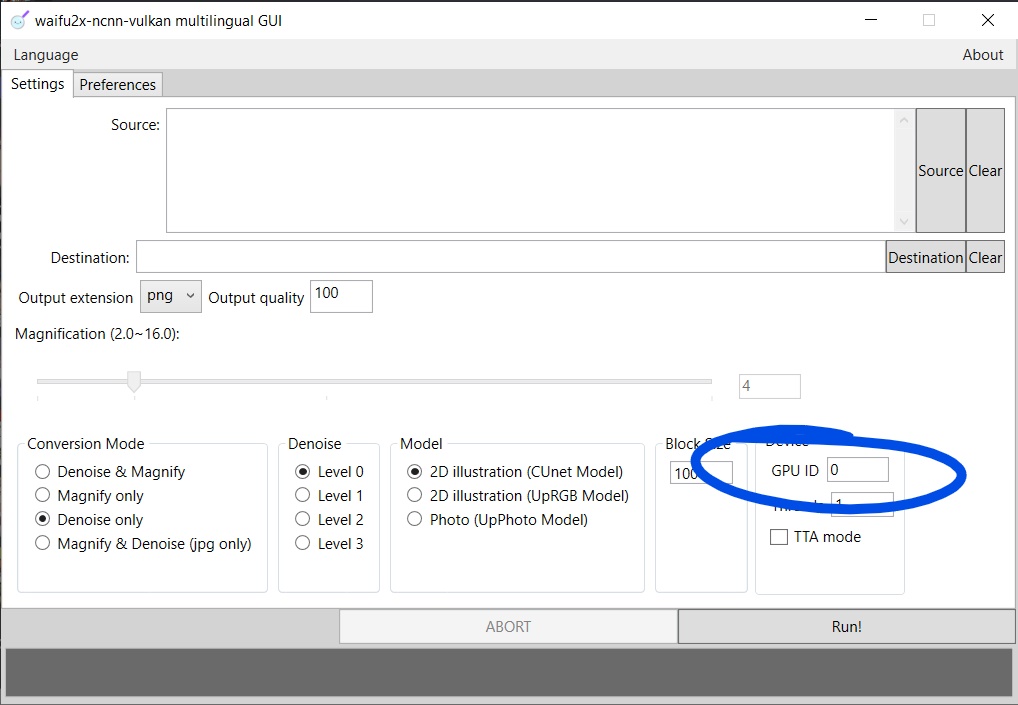 waifu2x-ncnn-vulkan multilingual GUI
Language About
Settings Preferences
Source:
Source Clear
Destination: Destination Clear
Output extension png Output quality 100
Magnification (2.0~16.0):
4
Conversion Mode
Denoise & Magnify
Magnify only
Denoise only
Magnify & Denoise (jpg only)
Denoise
Level 0
Level 1
Level 2
Level 3
Model
2D illustration (CUnet Model)
2D illustration (UpRGB Model)
Photo (UpPhoto Model)
Block Size
100
Device
GPU ID 0
Threads 1
TTA mode
ABORT Run!